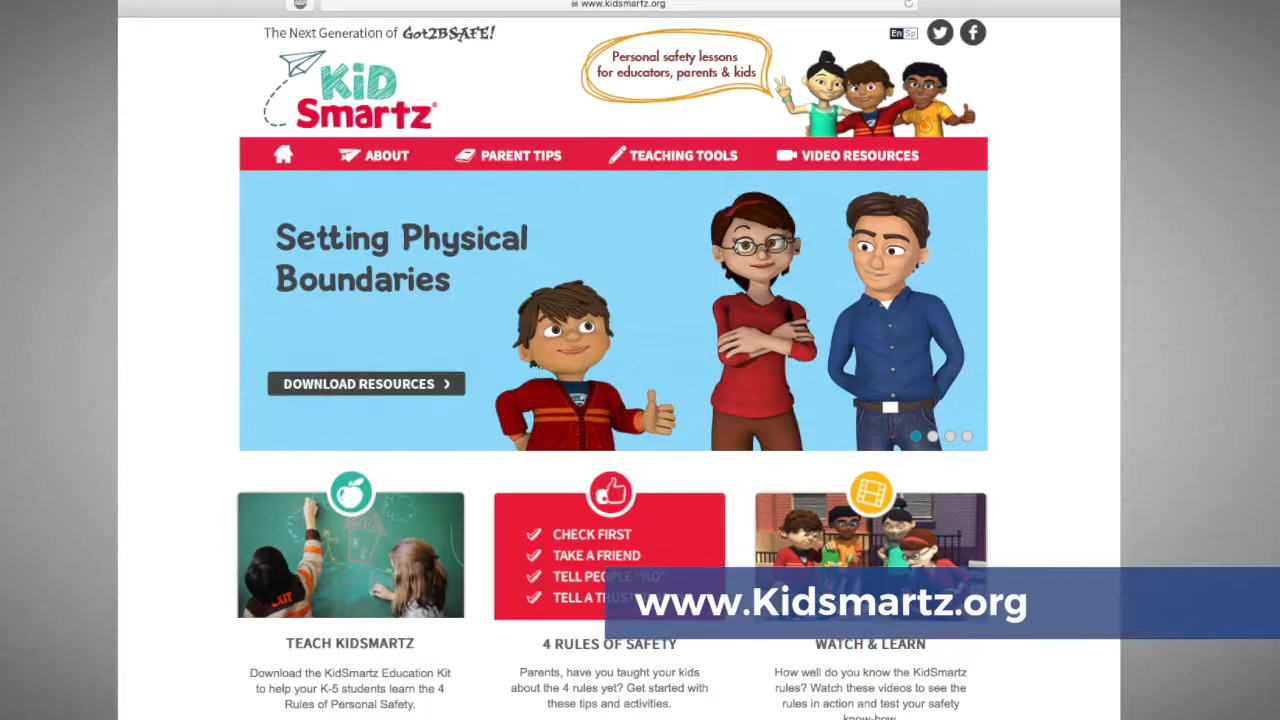 www.kidsmartz.org
The Next Generation of Got2BSAFE!
En Sp
Personal safety lessons
for educators, parents & kids
KiD
Smartz®
ABOUT
PARENT TIPS
TEACHING TOOLS
VIDEO RESOURCES
Setting Physical
Boundaries
DOWNLOAD RESOURCES
EXIT
CHECK FIRST
TAKE A FRIEND
TELL PEOPLE "NO"
TELL A
www.Kidsmartz.org
TEACH KIDSMARTZ
Download the KidSmartz Education Kit
to help your K-5 students learn the 4
Rules of Personal Safety.
4 RULES OF SAFETY
Parents, have you taught your kids
about the 4 rules yet? Get started with
these tips and activities.
WATCH & LEARN
How well do you know the KidSmartz
rules? Watch these videos to see the
rules in action and test your safety
know-how.